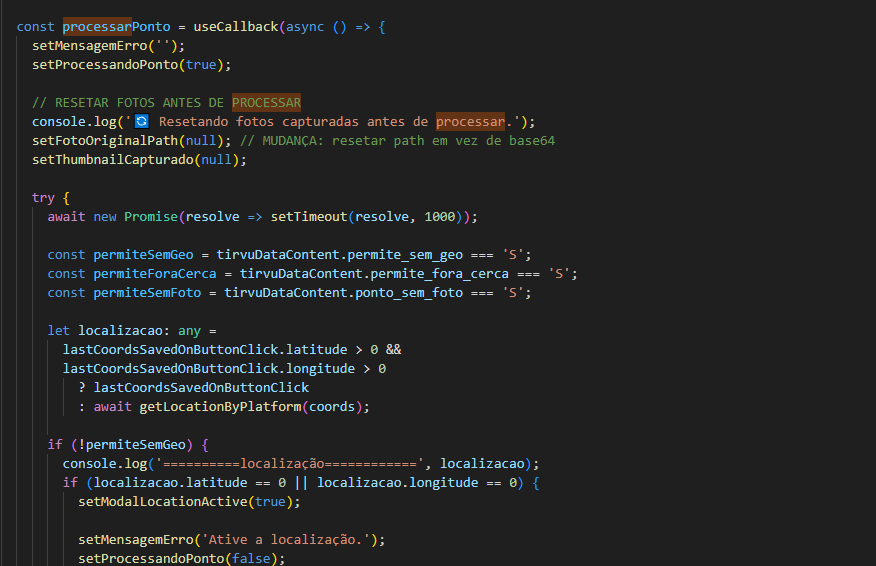 const processarPonto = useCallback(async () => {
setMensagemErro('');
setProcessandoPonto(true);
// RESETAR FOTOS ANTES DE PROCESSAR
console.log('🔄 Resetando fotos capturadas antes de processar.');
setFotoOriginalPath(null); // MUDANÇA: resetar path em vez de base64
setThumbnailCapturado(null);
try {
await new Promise(resolve => setTimeout(resolve, 1000));
const permiteSemGeo = tirvuDataContent.permite_sem_geo === 'S';
const permiteForaCerca = tirvuDataContent.permite_fora_cerca === 'S';
const permiteSemFoto = tirvuDataContent.ponto_sem_foto === 'S';
let localizacao: any =
lastCoordsSavedOnButtonClick.latitude > 0 &&
lastCoordsSavedOnButtonClick.longitude > 0
? lastCoordsSavedOnButtonClick
: await getLocationByPlatform(coords);
if (!permiteSemGeo) {
console.log('==========localização============', localizacao);
if (localizacao.latitude == 0 || localizacao.longitude == 0) {
setModalLocationActive(true);
setMensagemErro('Ative a localização.');
setProcessandoPonto(false);